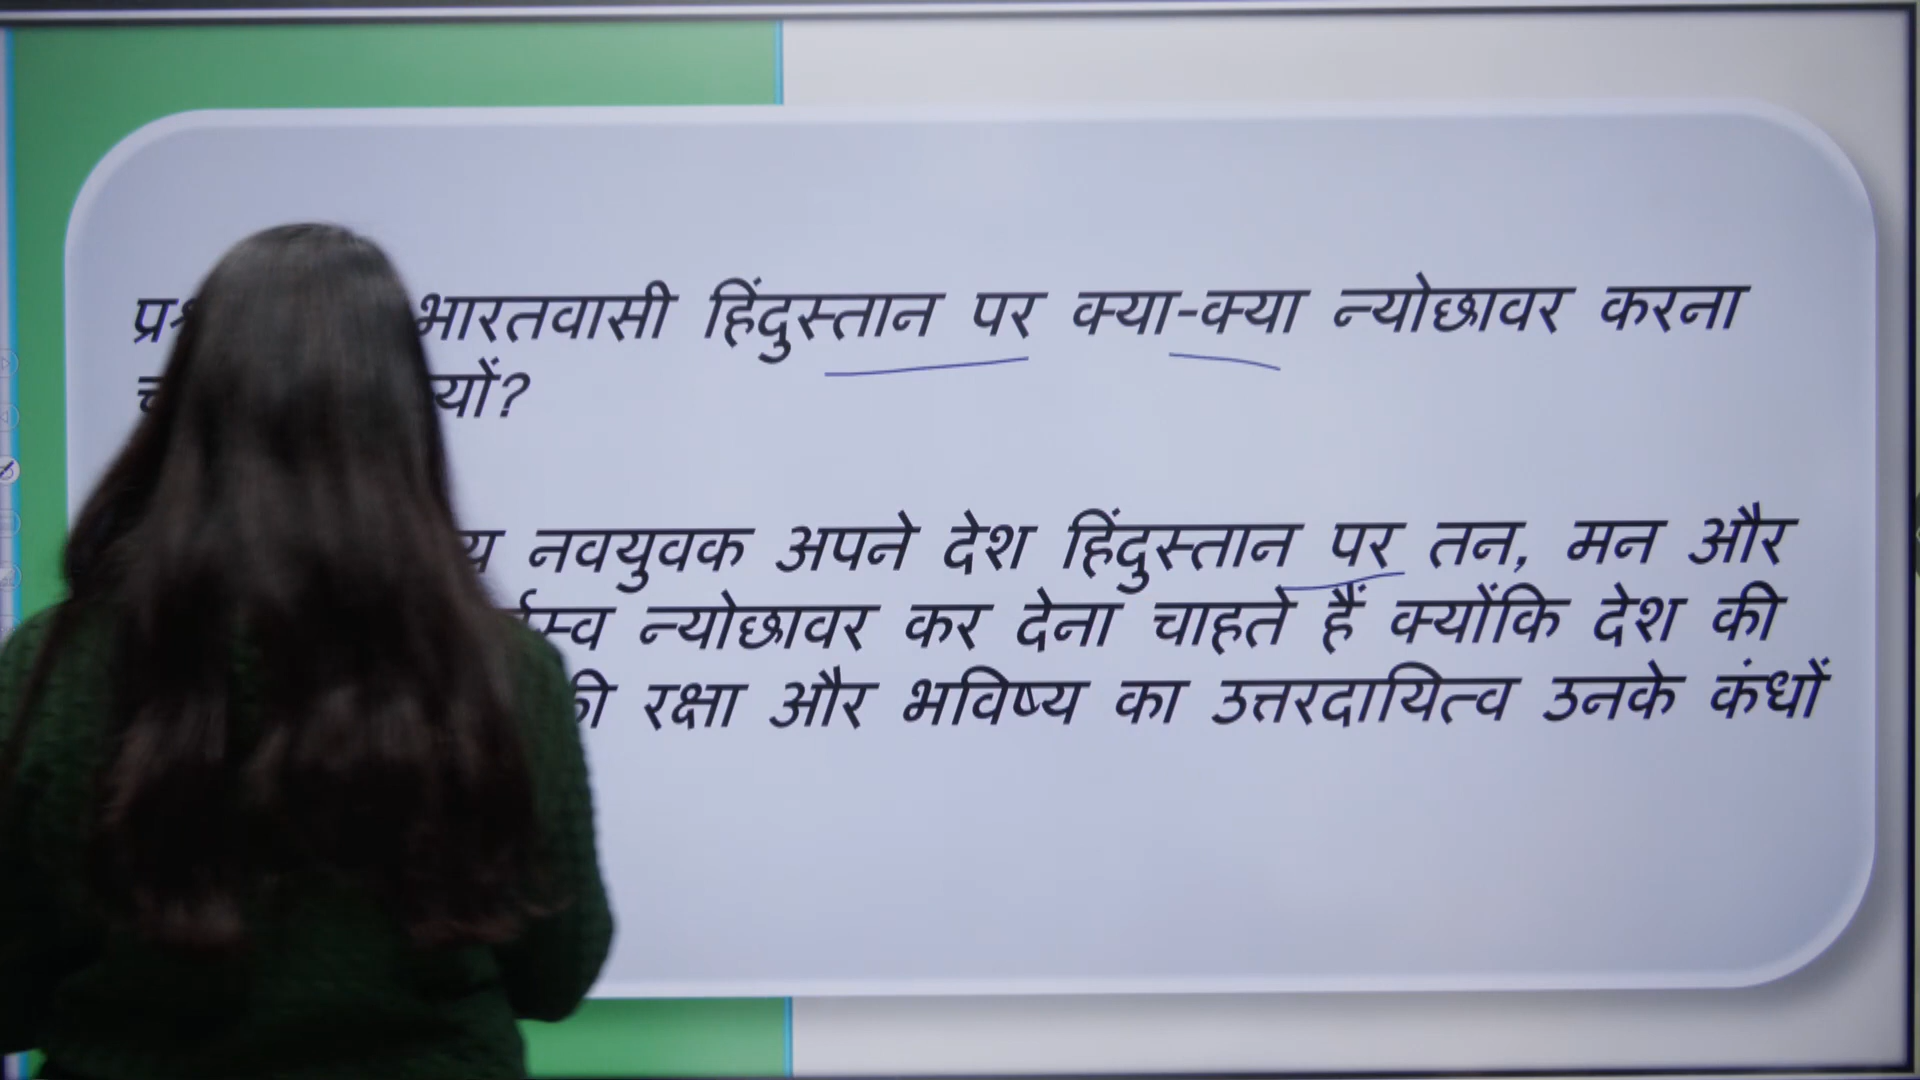 भारतवासी हिंदुस्तान पर क्या-क्या न्योछावर करना
नवयुवक अपने देश हिंदुस्तान पर तन, मन और
न्योछावर कर देना चाहते हैं क्योंकि देश की
रक्षा और भविष्य का उत्तरदायित्व उनके कंधों